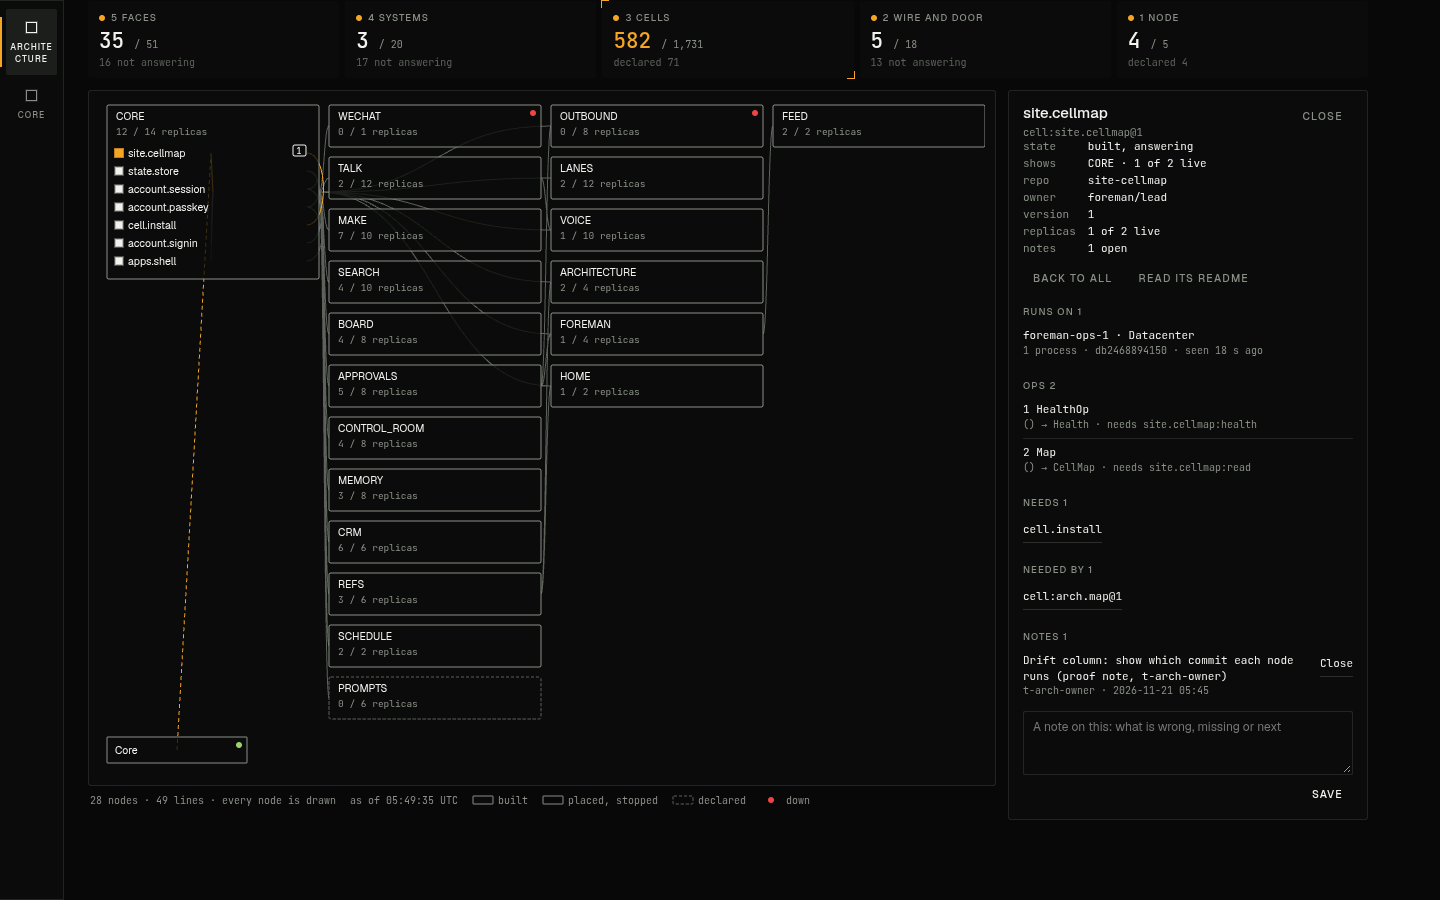 ARCHITE
CTURE
CORE
5 FACES
35 / 51
16 not answering
4 SYSTEMS
3 / 20
17 not answering
3 CELLS
582 / 1,731
declared 71
2 WIRE AND DOOR
5 / 18
13 not answering
1 NODE
4 / 5
declared 4
CORE
12 / 14 replicas
site.cellmap
1
state.store
account.session
account.passkey
cell.install
account.signin
apps.shell
Core
WECHAT
0 / 1 replicas
TALK
2 / 12 replicas
MAKE
7 / 10 replicas
SEARCH
4 / 10 replicas
BOARD
4 / 8 replicas
APPROVALS
5 / 8 replicas
CONTROL_ROOM
4 / 8 replicas
MEMORY
3 / 8 replicas
CRM
6 / 6 replicas
REFS
3 / 6 replicas
SCHEDULE
2 / 2 replicas
PROMPTS
0 / 6 replicas
OUTBOUND
0 / 8 replicas
LANES
2 / 12 replicas
VOICE
1 / 10 replicas
ARCHITECTURE
2 / 4 replicas
FOREMAN
1 / 4 replicas
HOME
1 / 2 replicas
FEED
2 / 2 replicas
28 nodes · 49 lines · every node is drawn as of 05:49:35 UTC built placed, stopped declared down
site.cellmap
CLOSE
cell:site.cellmap@1
state built, answering
shows CORE · 1 of 2 live
repo site-cellmap
owner foreman/lead
version 1
replicas 1 of 2 live
notes 1 open
BACK TO ALL READ ITS README
RUNS ON 1
foreman-ops-1 · Datacenter
1 process · db2468894150 · seen 18 s ago
OPS 2
1 HealthOp
() → Health · needs site.cellmap:health
2 Map
() → CellMap · needs site.cellmap:read
NEEDS 1
cell.install
NEEDED BY 1
cell:arch.map@1
NOTES 1
Drift column: show which commit each node
runs (proof note, t-arch-owner)
Close
t-arch-owner · 2026-11-21 05:45
A note on this: what is wrong, missing or next
SAVE